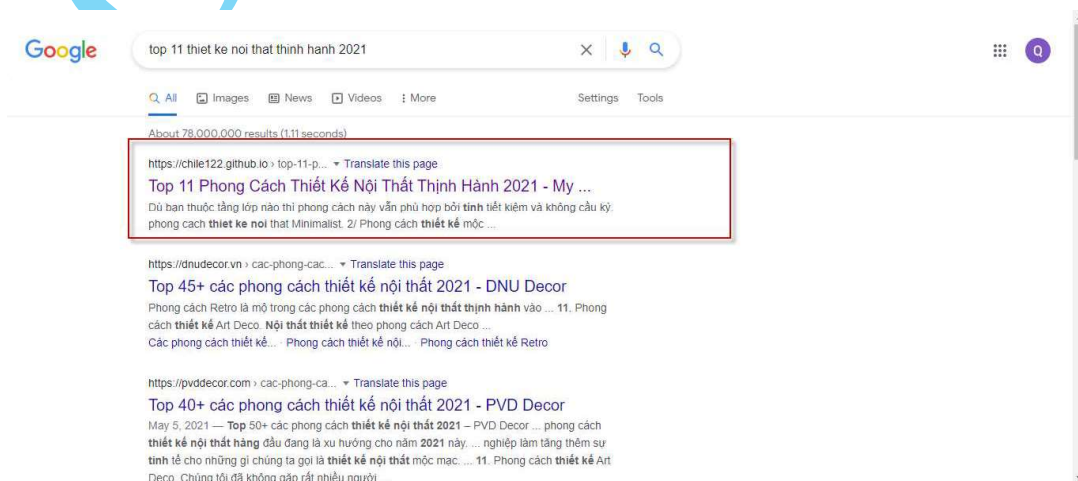 Google
top 11 thiet ke noi that thinh hanh 2021
Q
All Images News Videos More Settings Tools
About 78,000,000 results (1.11 seconds)
https://chile122.github.io › top-11-p... Translate this page
Top 11 Phong Cách Thiết Kế Nội Thất Thịnh Hành 2021 - My ...
Dù bạn thuộc tầng lớp nào thì phong cách này vẫn phù hợp bởi tính tiết kiệm và không cầu kỳ.
phong cach thiet ke noi that Minimalist. 2/ Phong cách thiết kế mộc ...
https://dnudecor.vn › cac-phong-cac... Translate this page
Top 45+ các phong cách thiết kế nội thất 2021 - DNU Decor
Phong cách Retro là mộ trong các phong cách thiết kế nội thất thịnh hành vào ... 11. Phong
cách thiết kế Art Deco. Nội thất thiết kế theo phong cách Art Deco ...
Các phong cách thiết kế... · Phong cách thiết kế nội... · Phong cách thiết kế Retro
https://pvddecor.com › cac-phong-ca... Translate this page
Top 40+ các phong cách thiết kế nội thất 2021 - PVD Decor
May 5, 2021 — Top 50+ các phong cách thiết kế nội thất 2021 – PVD Decor ... phong cách
thiết kế nội thất hàng đầu đang là xu hướng cho năm 2021 này. ... nghiệp làm tăng thêm sự
tinh tế cho những gì chúng ta gọi là thiết kế nội thất mộc mạc. ... 11. Phong cách thiết kế Art
Deco. Chúng tôi đã không gặp rất nhiều người